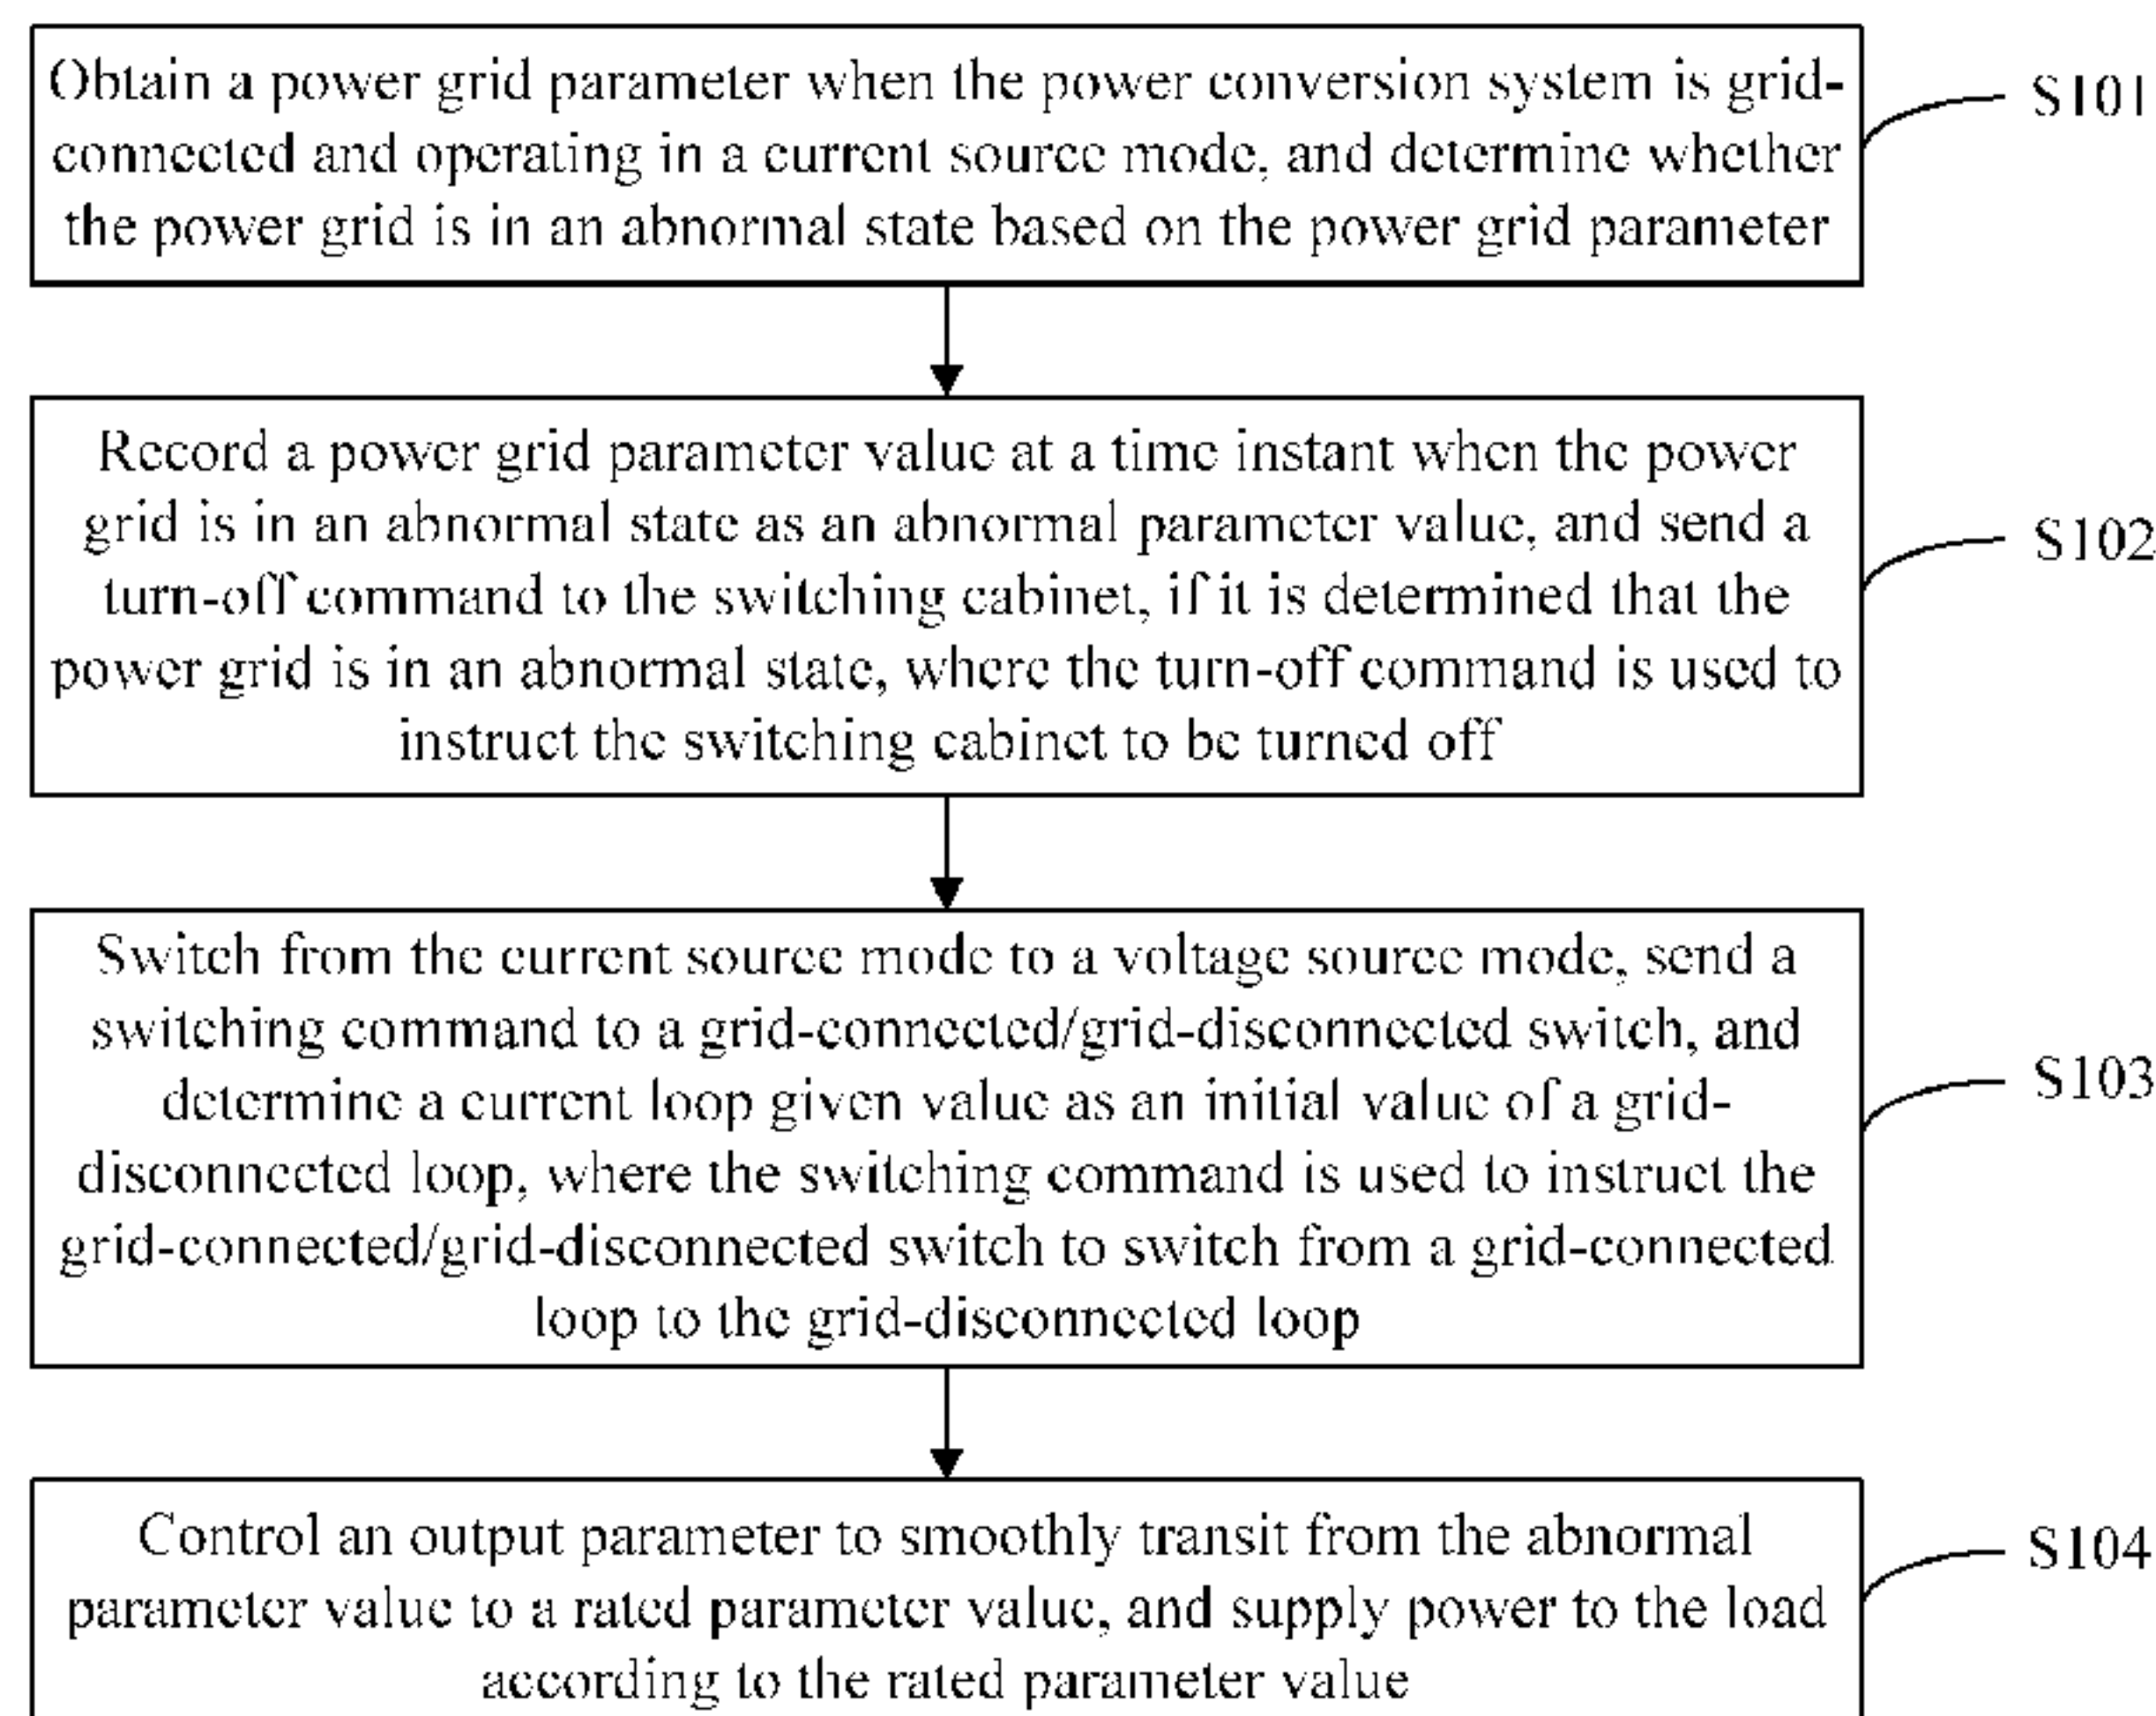 Obtain a power grid parameter when the power conversion system is grid-
connected and operating in a current source mode, and determine whether
the power grid is in an abnormal state based on the power grid parameter
S101
Record a power grid parameter value at a time instant when the power
grid is in an abnormal state as an abnormal parameter value, and send a
turn-off command to the switching cabinet, if it is determined that the
power grid is in an abnormal state, where the turn-off command is used to
instruct the switching cabinet to be turned off
S102
Switch from the current source mode to a voltage source mode, send a
switching command to a grid-connected/grid-disconnected switch, and
determine a current loop given value as an initial value of a grid-
disconnected loop, where the switching command is used to instruct the
grid-connected/grid-disconnected switch to switch from a grid-connected
loop to the grid-disconnected loop
S103
Control an output parameter to smoothly transit from the abnormal
parameter value to a rated parameter value, and supply power to the load
according to the rated parameter value
S104